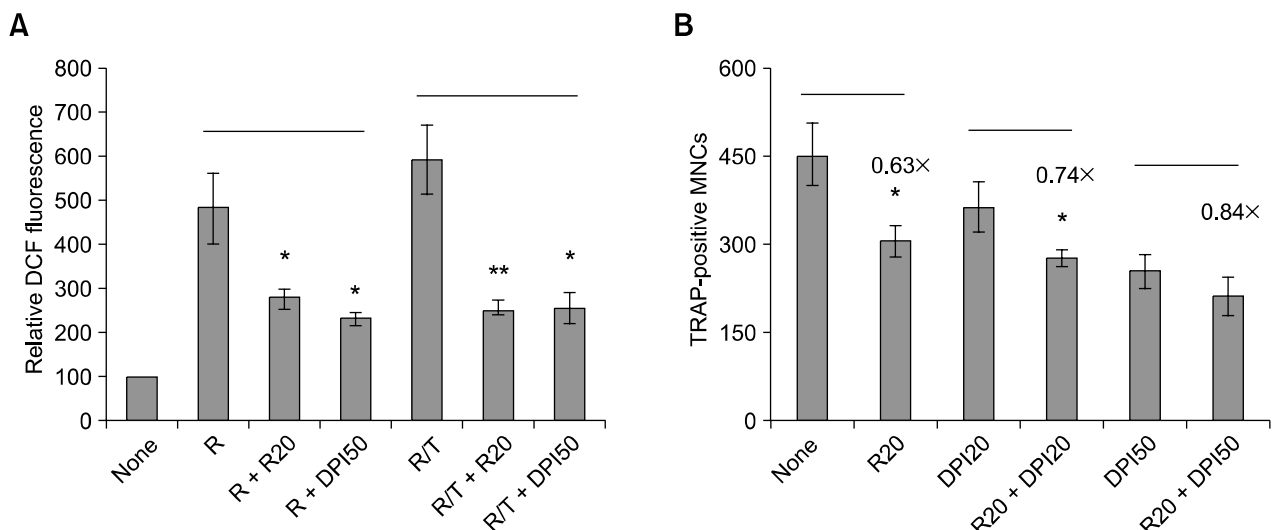 A
Relative DCF fluorescence
800
700
600
500
400
300
200
100
0
*
*
**
*
None
R
R + R20
R + DPI50
R/T
R/T + R20
R/T + DPI50
B
TRAP-positive MNCs
600
450
300
150
0
0.63×
*
0.74×
*
0.84×
None
R20
DPI20
R20 + DPI20
DPI50
R20 + DPI50